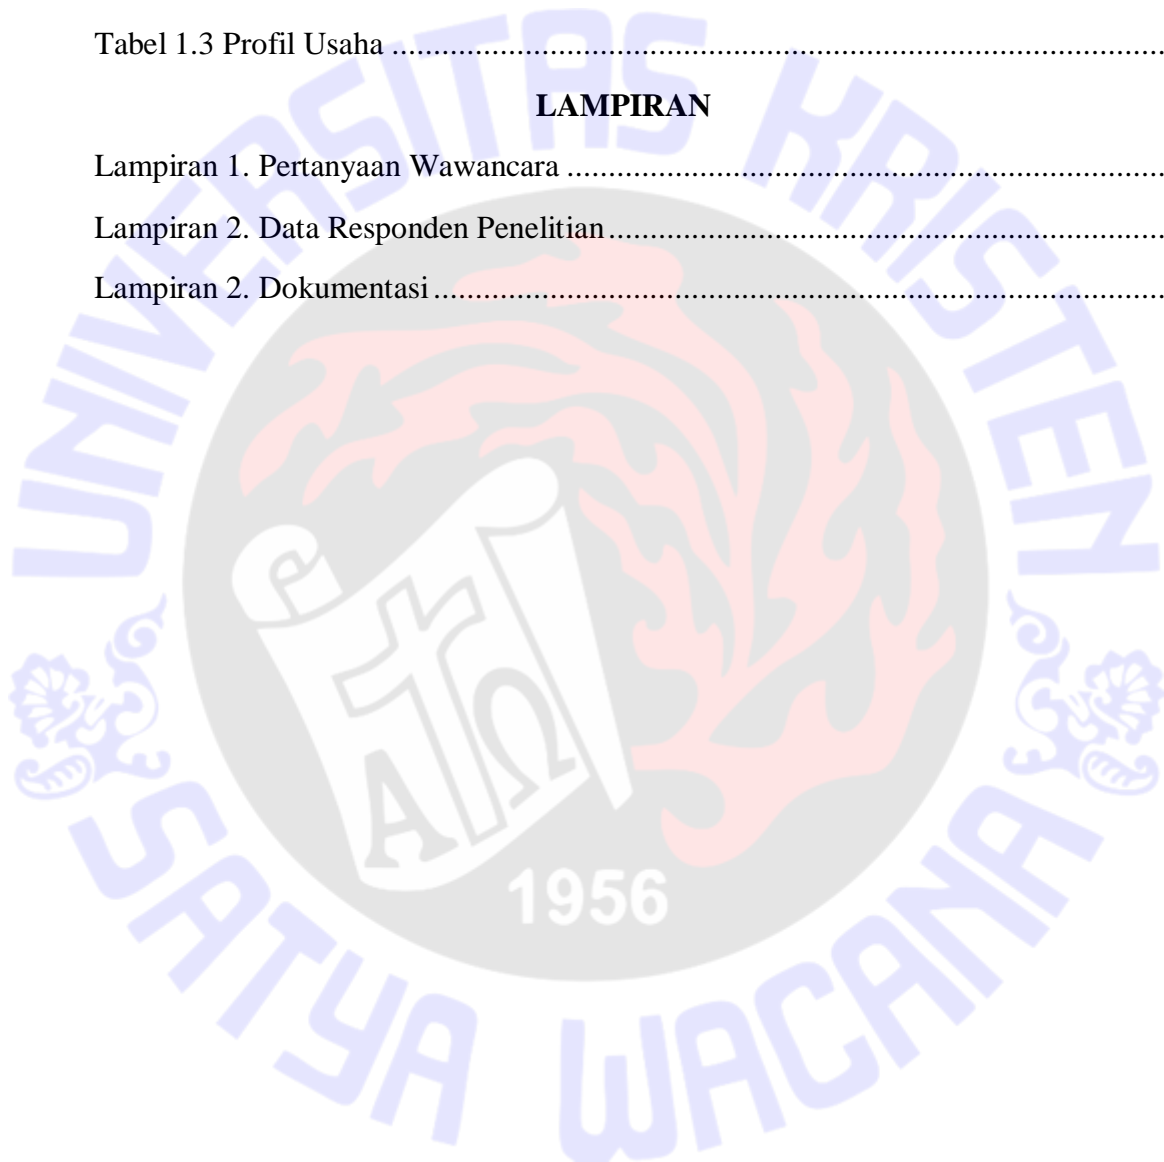 Tabel 1.3 Profil Usaha ...............................................................................................
LAMPIRAN
Lampiran 1. Pertanyaan Wawancara .........................................................................
Lampiran 2. Data Responden Penelitian ....................................................................
Lampiran 2. Dokumentasi .........................................................................................
UNIVERSITAS KRISTEN
A Ω
1956
SATYA WACANA